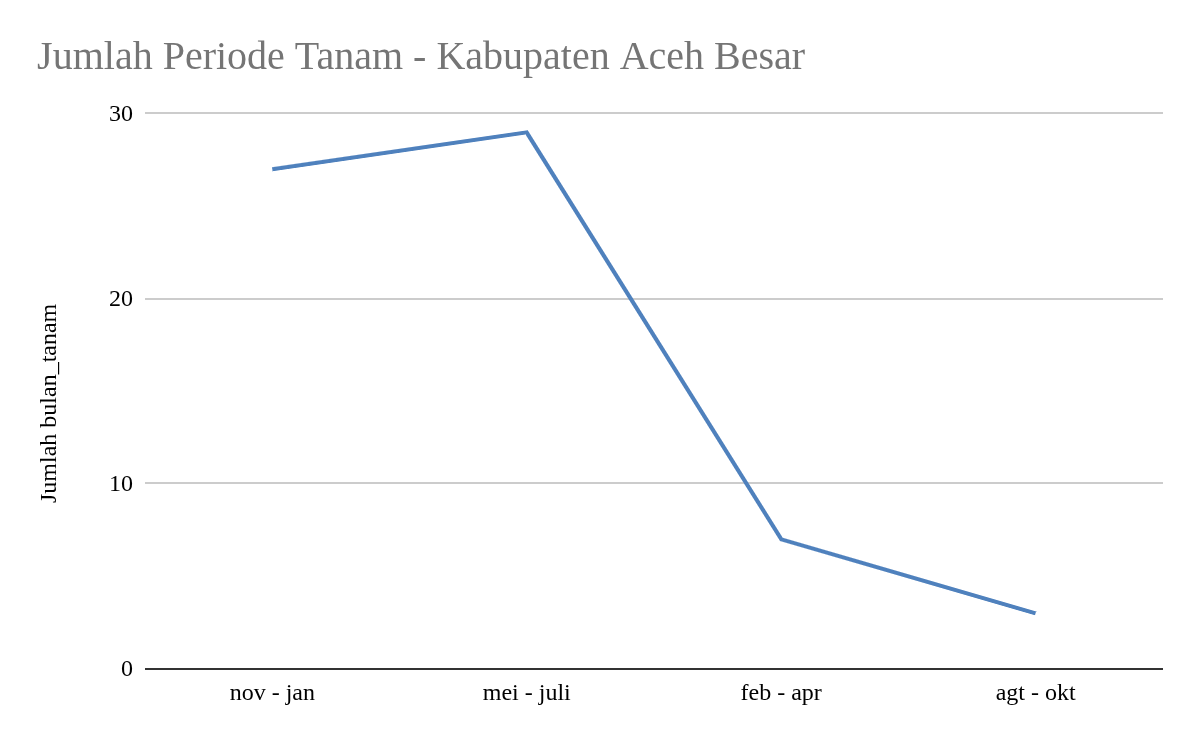 Jumlah Periode Tanam - Kabupaten Aceh Besar
Jumlah bulan_tanam
30
20
10
0
nov - jan
mei - juli
feb - apr
agt - okt